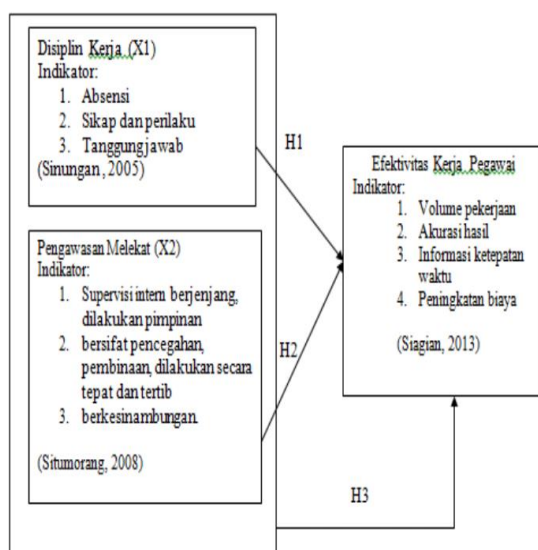 Disiplin Kerja (X1)
Indikator:
1. Absensi
2. Sikap dan perilaku
3. Tanggung jawab
(Sinungan , 2005)
H1
Pengawasan Melekat (X2)
Indikator:
1. Supervisi intern berjenjang,
dilakukan pimpinan
2. bersifat pencegahan,
pembinaan, dilakukan secara
tepat dan tertib
3. berkesinambungan.
(Situmorang, 2008)
H2
Efektivitas Kerja Pegawai
Indikator:
1. Volume pekerjaan
2. Akurasi hasil
3. Informasi ketepatan
waktu
4. Peningkatan biaya
(Siagian, 2013)
H3